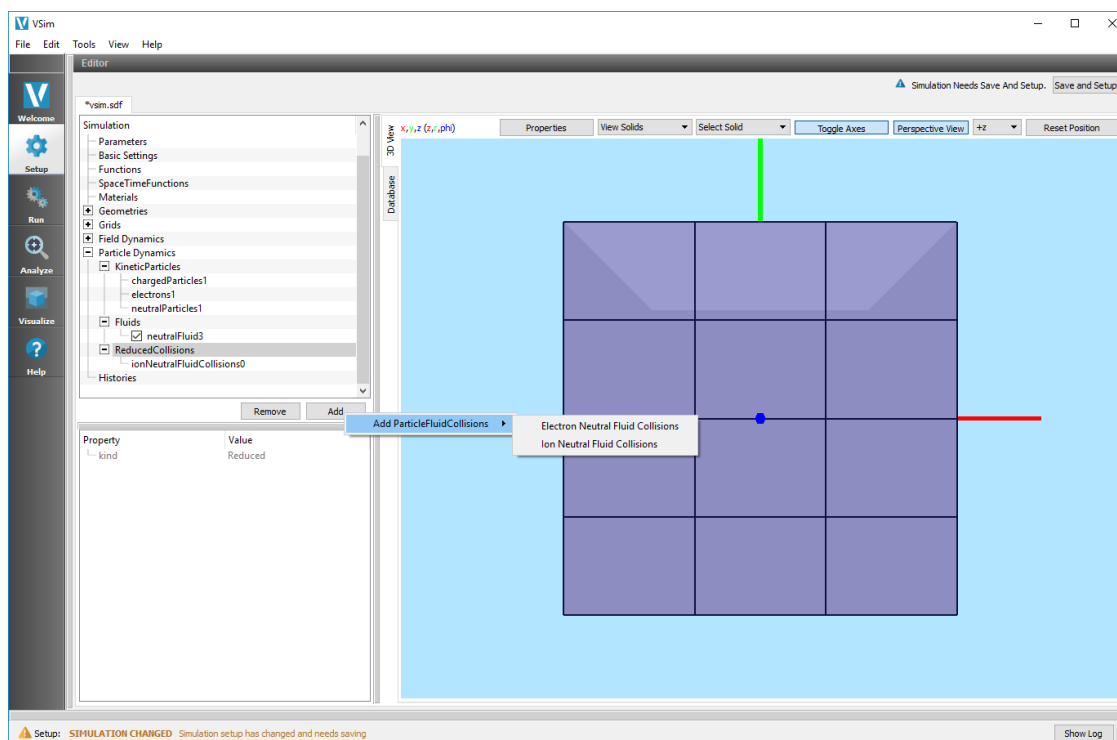 VSim
File Edit Tools View Help
Editor
Simulation Needs Save And Setup. Save and Setup
*vsim.sdf
Welcome
Setup
Run
Analyze
Visualize
Help
Simulation
Parameters
Basic Settings
Functions
SpaceTimeFunctions
Materials
Geometries
Grids
Field Dynamics
Particle Dynamics
KineticParticles
chargedParticles1
electrons1
neutralParticles1
Fluids
neutralFluid3
ReducedCollisions
ionNeutralFluidCollisions0
Histories
Remove Add
Property Value
kind Reduced
3D View
Database
x,y,z (z,r,phi) Properties View Solids Select Solid Toggle Axes Perspective View +z Reset Position
Add ParticleFluidCollisions
Electron Neutral Fluid Collisions
Ion Neutral Fluid Collisions
Setup: SIMULATION CHANGED Simulation setup has changed and needs saving Show Log